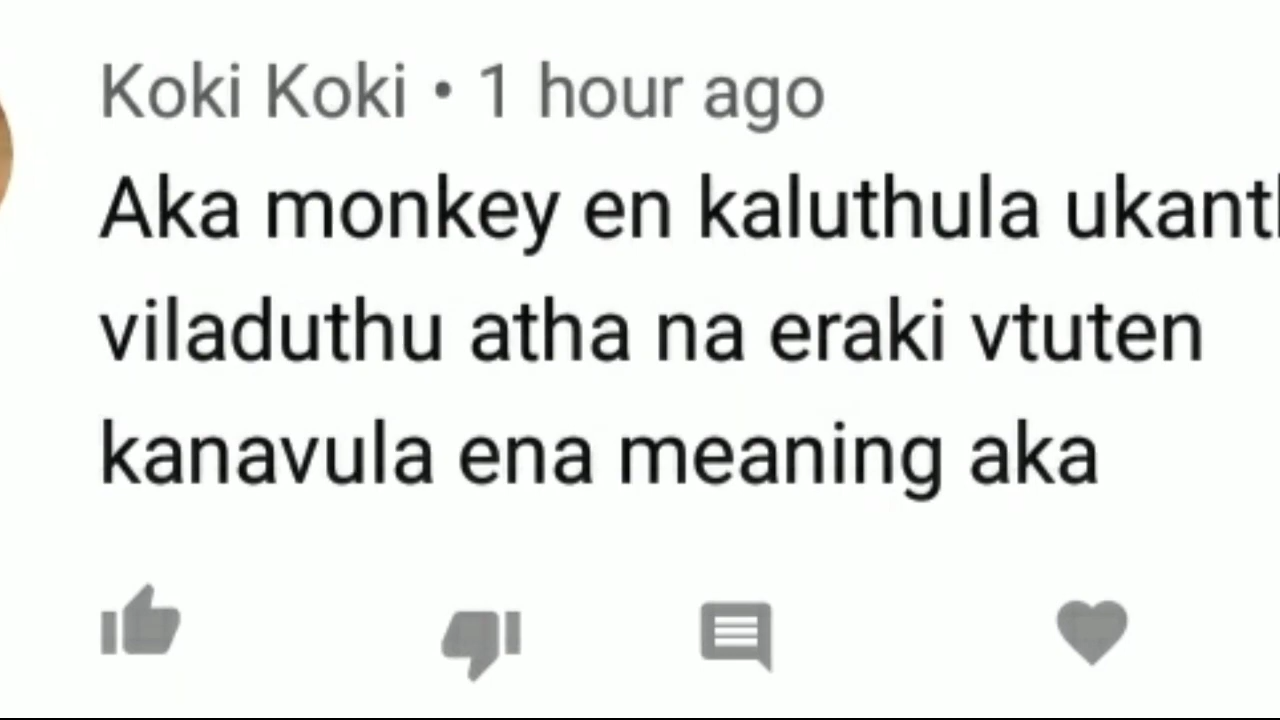 Koki Koki • 1 hour ago
Aka monkey en kaluthula
viladuthu atha na eraki vtuten
kanavula ena meaning aka